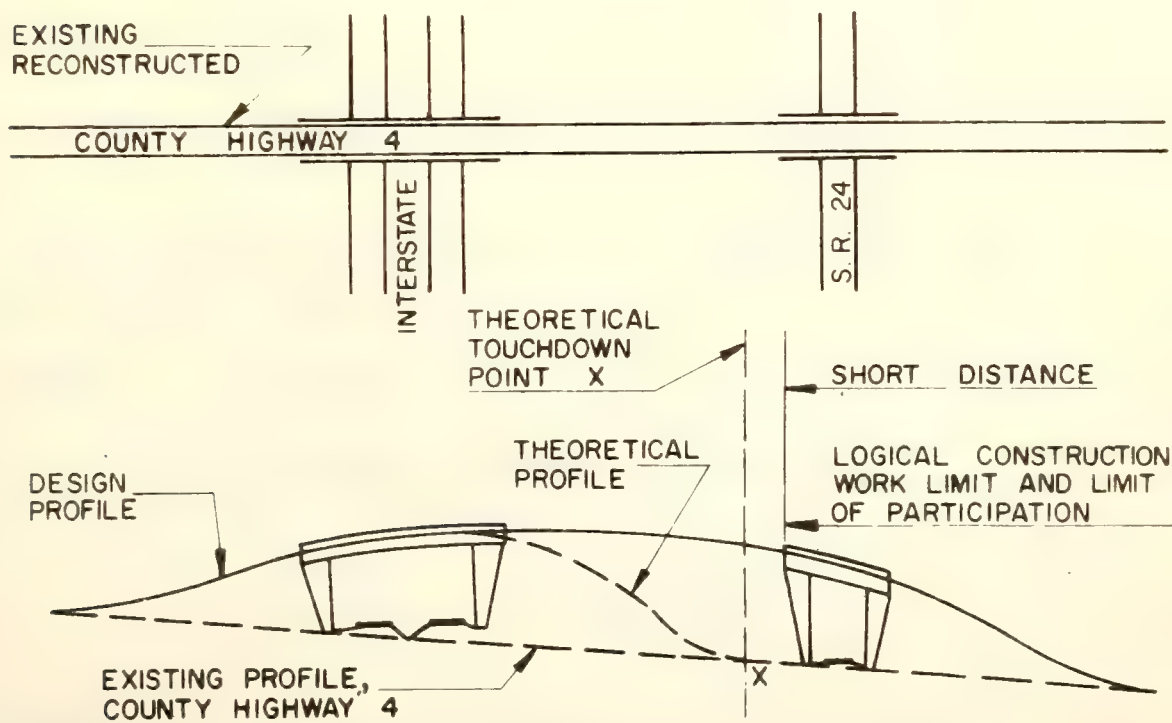 EXISTING
RECONSTRUCTED
COUNTY HIGHWAY 4
INTERSTATE
S. R. 24
THEORETICAL
TOUCHDOWN
POINT X
SHORT DISTANCE
THEORETICAL
PROFILE
LOGICAL CONSTRUCTION
WORK LIMIT AND LIMIT
OF PARTICIPATION
DESIGN
PROFILE
X
EXISTING PROFILE,
COUNTY HIGHWAY 4